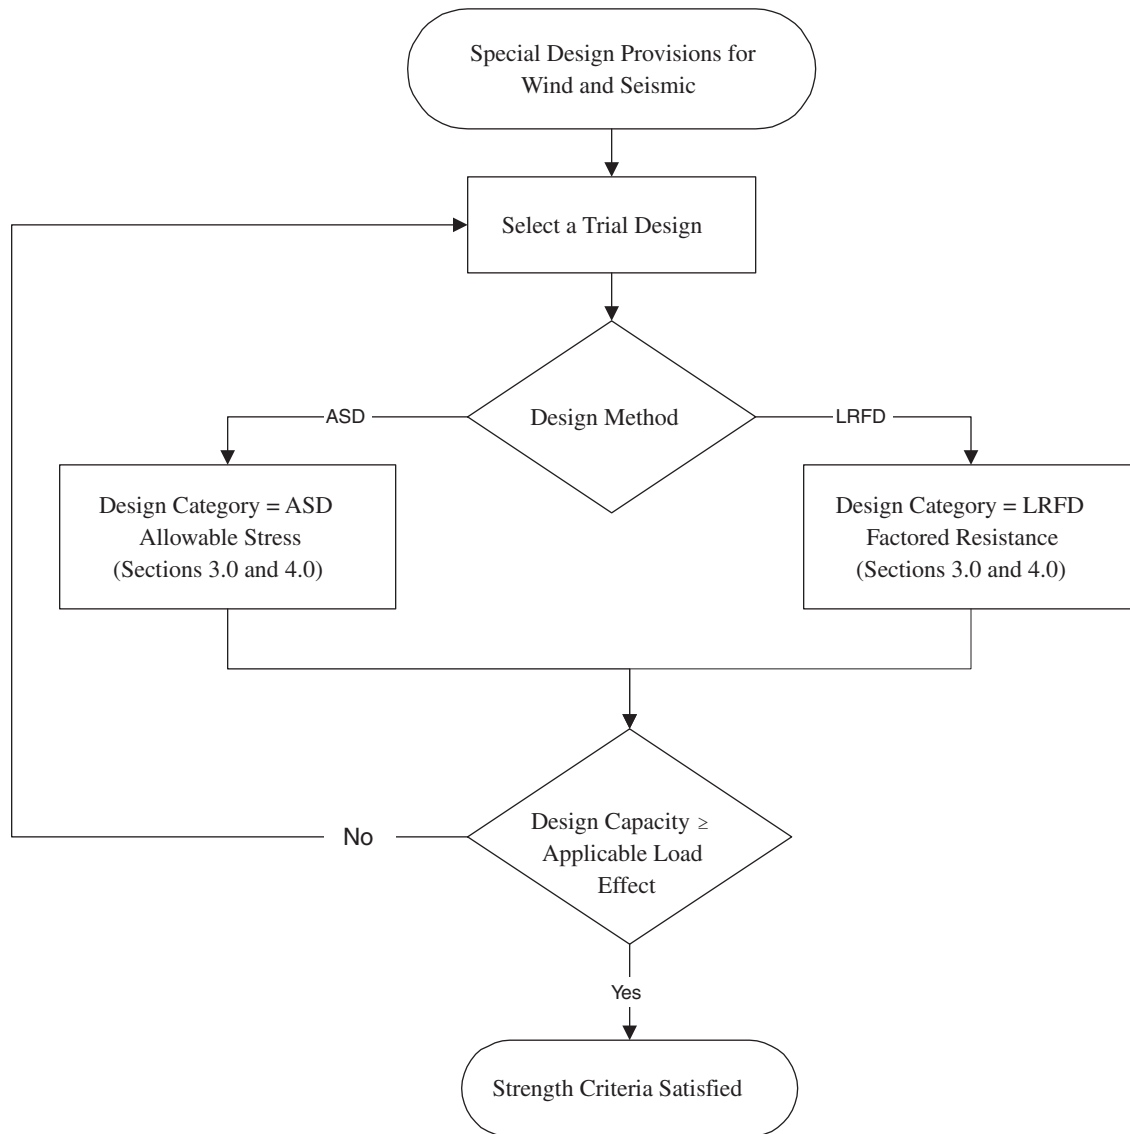 Special Design Provisions for
Wind and Seismic
Select a Trial Design
Design Method
ASD
LRFD
Design Category = ASD
Allowable Stress
(Sections 3.0 and 4.0)
Design Category = LRFD
Factored Resistance
(Sections 3.0 and 4.0)
Design Capacity ≥
Applicable Load
Effect
No
Yes
Strength Criteria Satisfied